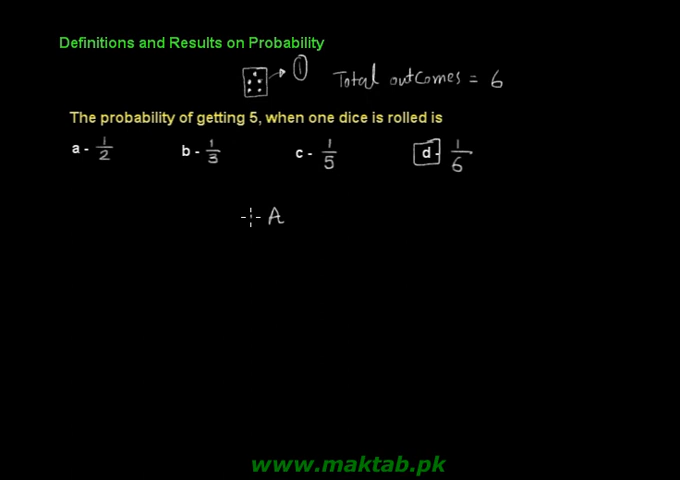 Definitions and Results on Probability
① Total outcomes = 6
The probability of getting 5, when one dice is rolled is
a - 1/2 b - 1/3 c - 1/5 d - 1/6
A
www.maktab.pk